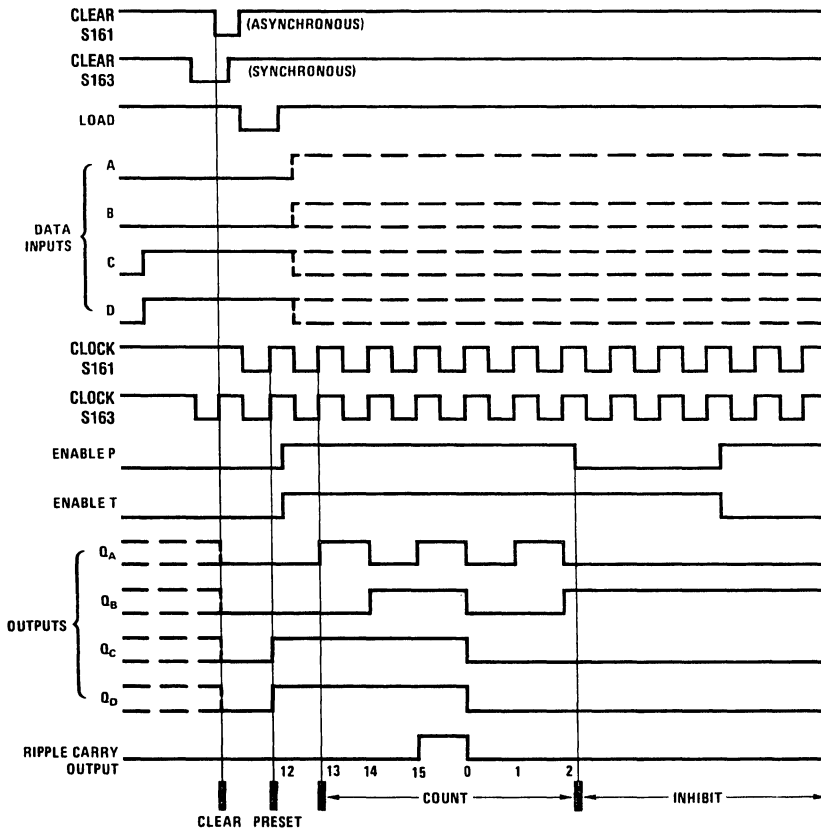 CLEAR
S161
(ASYNCHRONOUS)
CLEAR
S163
(SYNCHRONOUS)
LOAD
A
B
DATA
INPUTS
C
D
CLOCK
S161
CLOCK
S163
ENABLE P
ENABLE T
QA
QB
OUTPUTS
QC
QD
RIPPLE CARRY
OUTPUT
12 13 14 15 0 1 2
COUNT INHIBIT
CLEAR PRESET